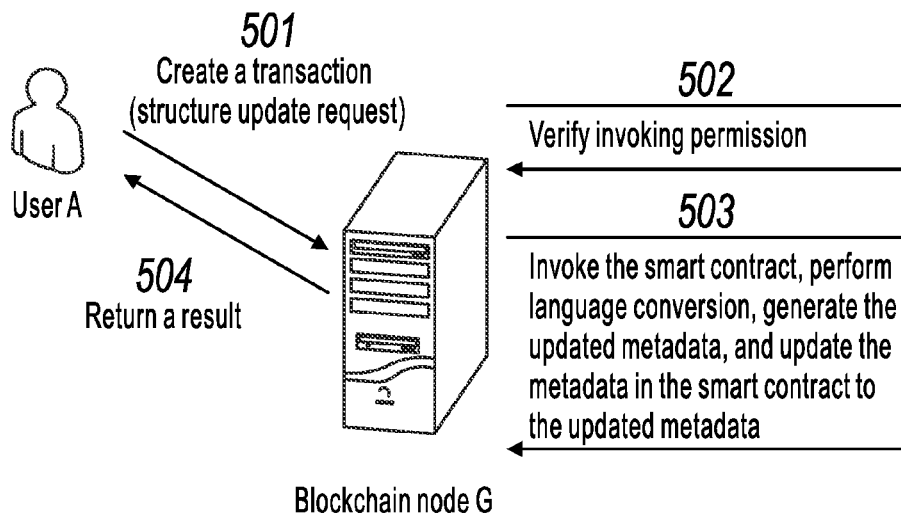 501
Create a transaction
(structure update request)
User A
504
Return a result
Blockchain node G
502
Verify invoking permission
503
Invoke the smart contract, perform
language conversion, generate the
updated metadata, and update the
metadata in the smart contract to
the updated metadata